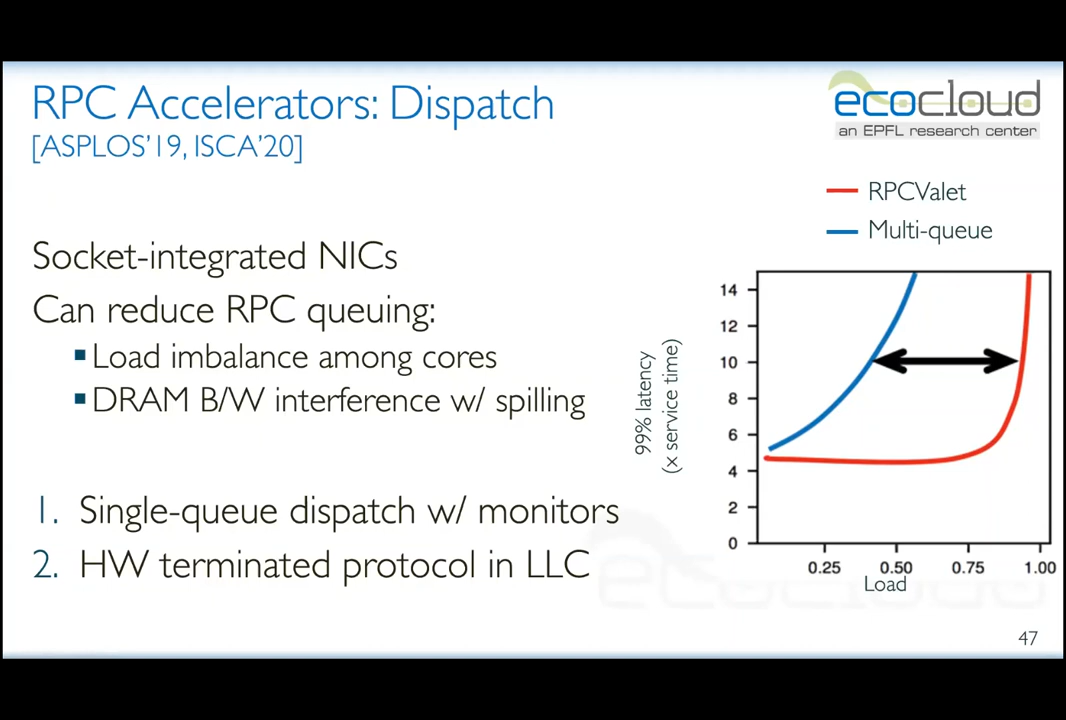 RPC Accelerators: Dispatch
[ASPLOS'19, ISCA'20]
ecocloud
an EPFL research center
RPCValet
Multi-queue
Socket-integrated NICs
Can reduce RPC queuing:
▪Load imbalance among cores
▪DRAM B/W interference w/ spilling
1. Single-queue dispatch w/ monitors
2. HW terminated protocol in LLC
99% latency
(x service time)
14
12
10
8
6
4
2
0
0.25 0.50 0.75 1.00
Load
ecocloud
47